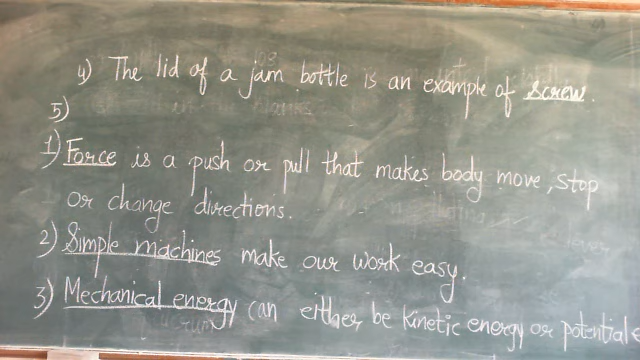 4) The lid of a jam bottle is an example of screw.
5)
1) Force is a push or pull that makes body move, stop
or change directions.
2) Simple machines make our work easy.
3) Mechanical energy can either be kinetic energy or potential